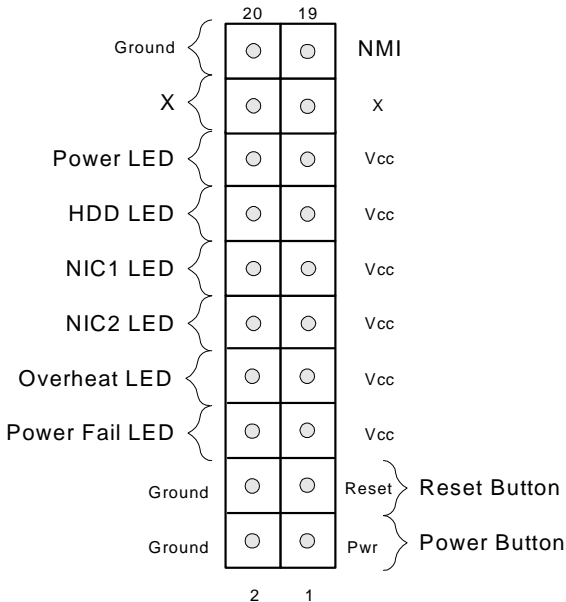 20 19
Ground NMI
X X
Power LED Vcc
HDD LED Vcc
NIC1 LED Vcc
NIC2 LED Vcc
Overheat LED Vcc
Power Fail LED Vcc
Ground Reset Reset Button
Ground Pwr Power Button
2 1